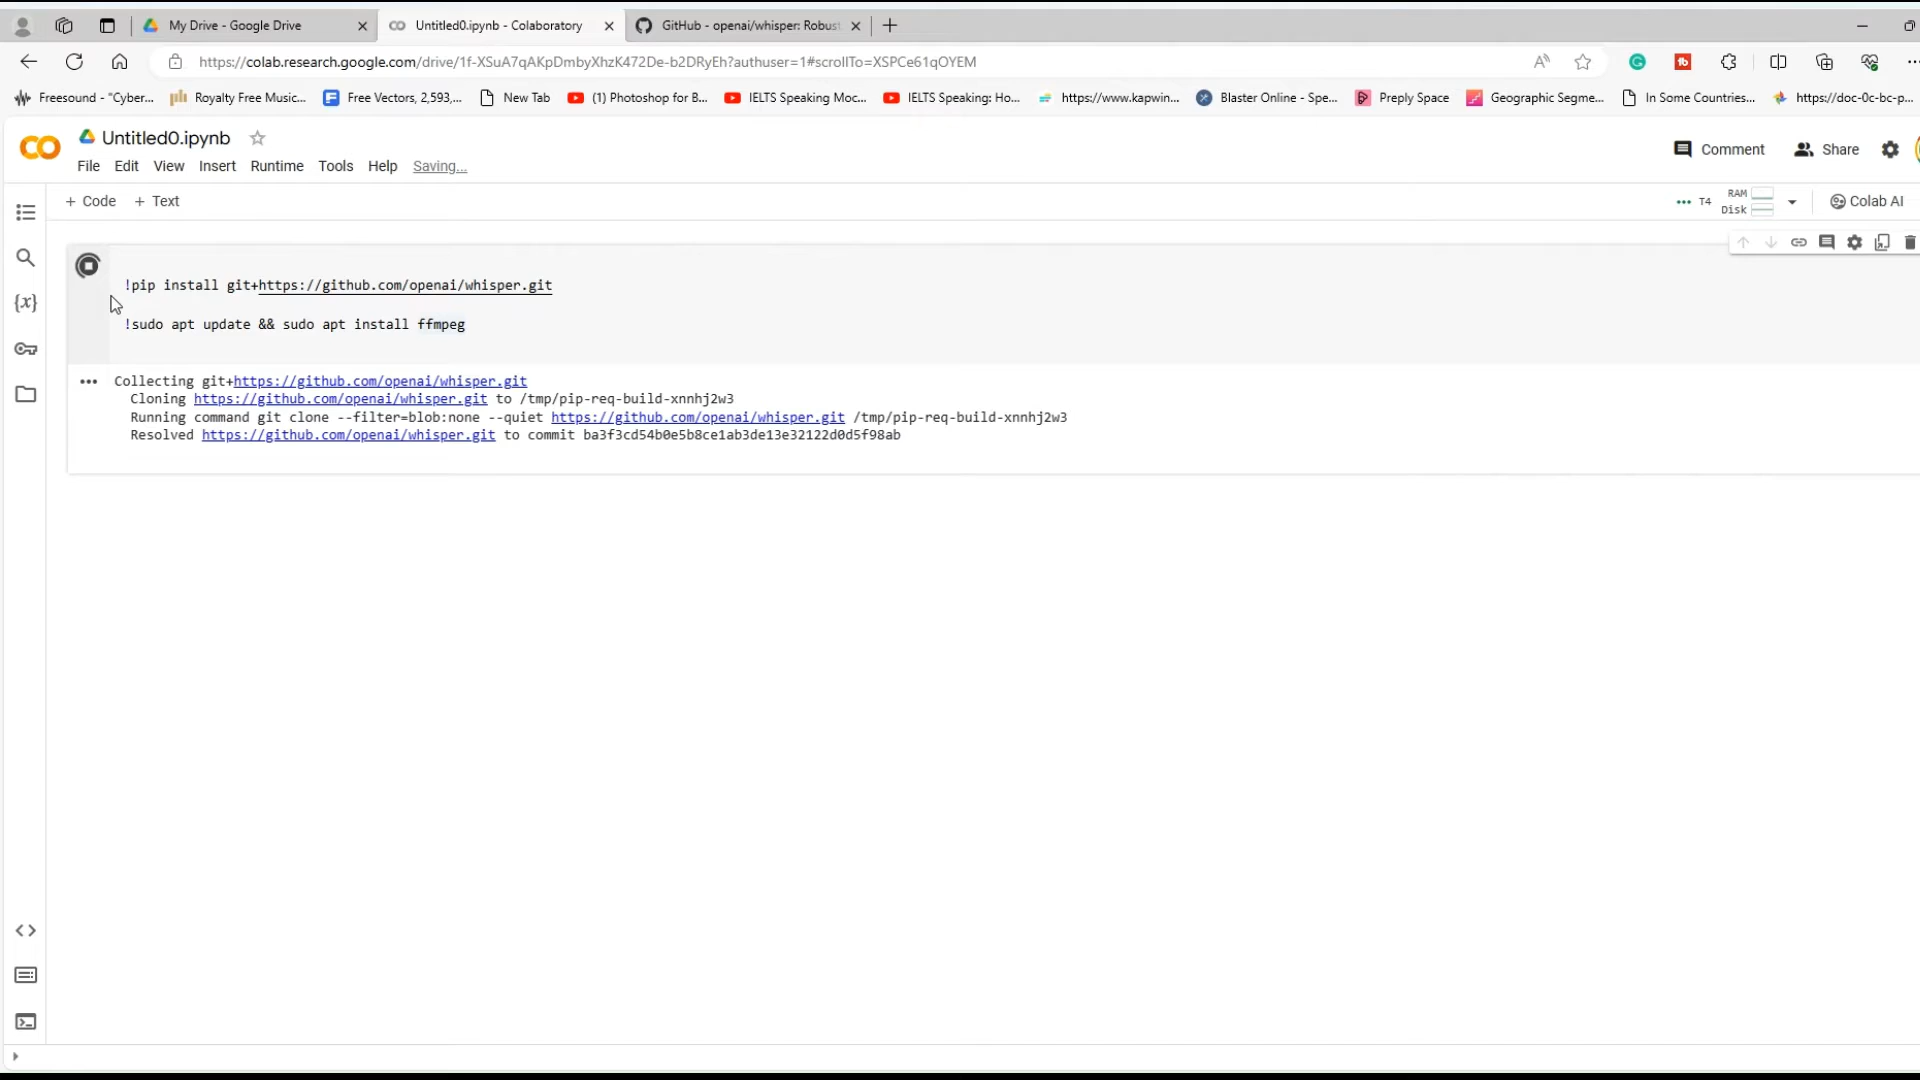 My Drive - Google Drive
Untitled0.ipynb - Colaboratory
GitHub - openai/whisper: Robus
https://colab.research.google.com/drive/1f-XSuA7qAKpDmbyXhzK472De-b2DRyEh?authuser=1#scrollTo=XSPCe61qOYEM
Freesound - "Cyber...
Royalty Free Music...
Free Vectors, 2,593,...
New Tab
(1) Photoshop for B...
IELTS Speaking Moc...
IELTS Speaking: Ho...
https://www.kapwin...
Blaster Online - Spe...
Preply Space
Geographic Segme...
In Some Countries...
https://doc-0c-bc-p...
CO
Untitled0.ipynb
Comment
Share
File Edit View Insert Runtime Tools Help Saving...
+ Code + Text
T4
RAM
Disk
Colab AI
{x}
!pip install git+https://github.com/openai/whisper.git
!sudo apt update && sudo apt install ffmpeg
Collecting git+https://github.com/openai/whisper.git
Cloning https://github.com/openai/whisper.git to /tmp/pip-req-build-xnnhj2w3
Running command git clone --filter=blob:none --quiet https://github.com/openai/whisper.git /tmp/pip-req-build-xnnhj2w3
Resolved https://github.com/openai/whisper.git to commit ba3f3cd54b0e5b8ce1ab3de13e32122d0d5f98ab